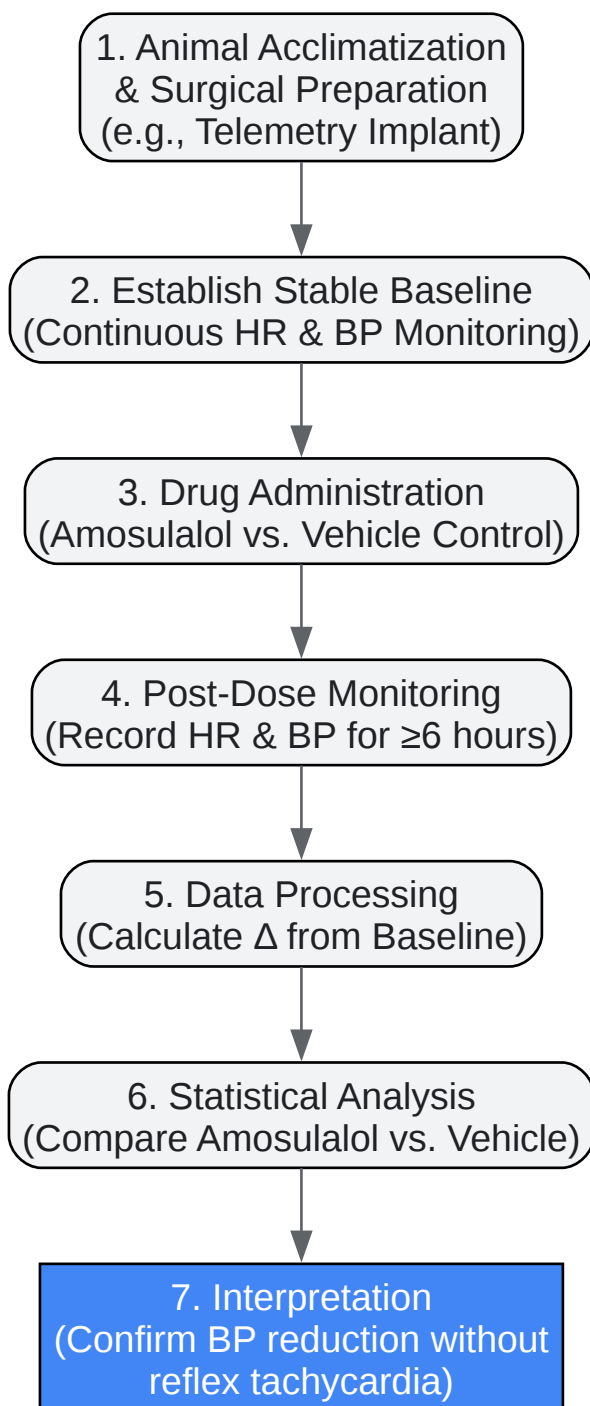 1. Animal Acclimatization
& Surgical Preparation
(e.g., Telemetry Implant)
2. Establish Stable Baseline
(Continuous HR & BP Monitoring)
3. Drug Administration
(Amosulalol vs. Vehicle Control)
4. Post-Dose Monitoring
(Record HR & BP for ≥6 hours)
5. Data Processing
(Calculate Δ from Baseline)
6. Statistical Analysis
(Compare Amosulalol vs. Vehicle)
7. Interpretation
(Confirm BP reduction without
reflex tachycardia)